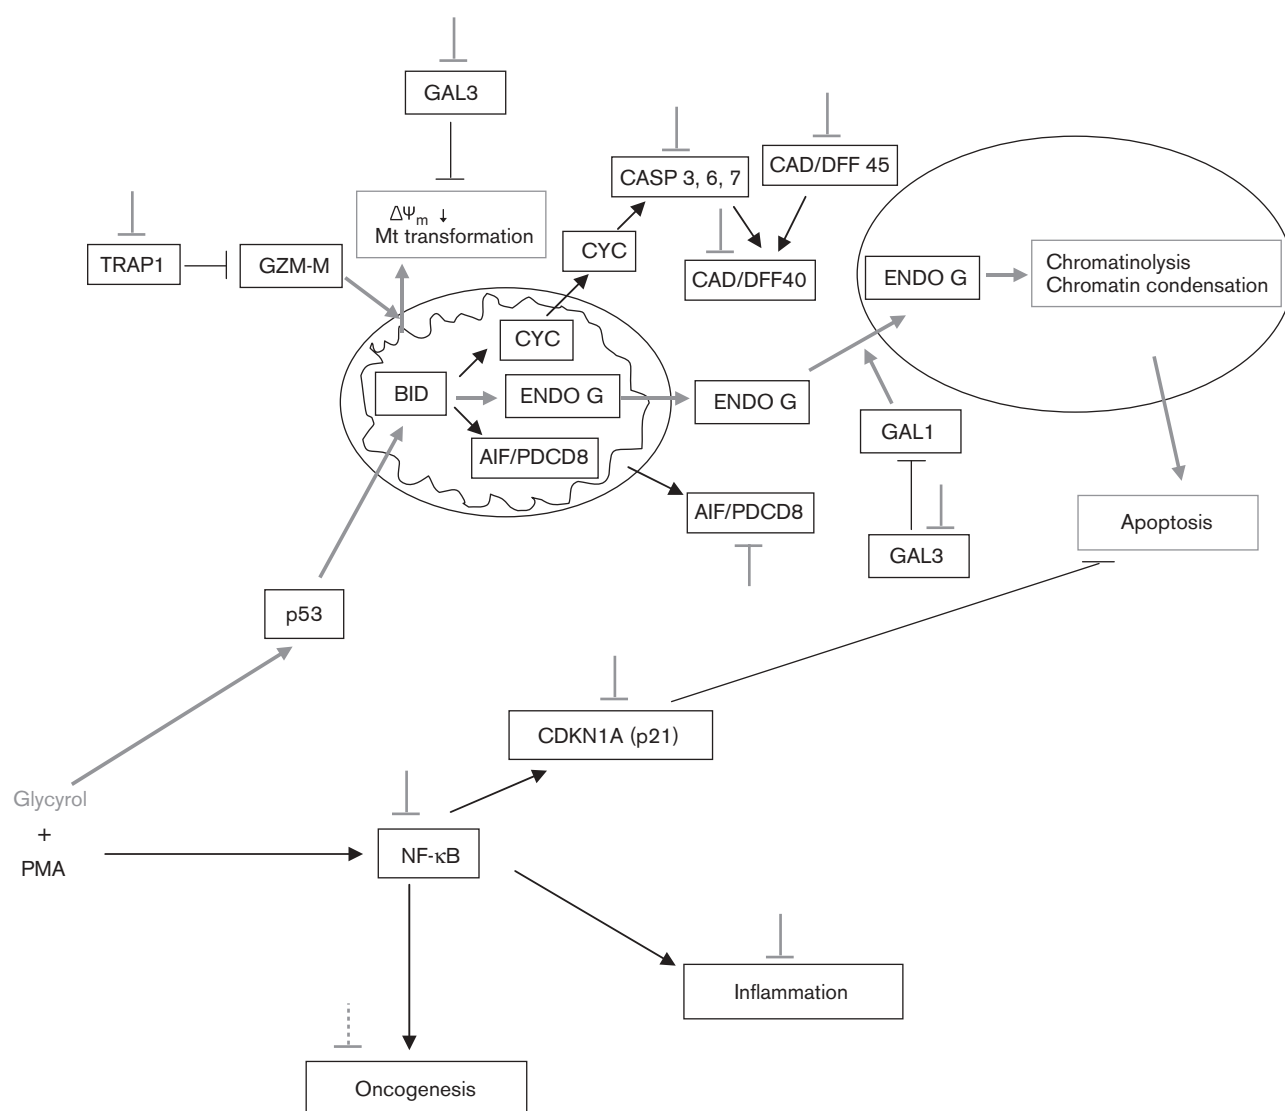 GAL3
CASP 3, 6, 7
CAD/DFF 45
ΔΨm ↓
Mt transformation
TRAP1
GZM-M
CYC
CAD/DFF40
ENDO G
Chromatinolysis
Chromatin condensation
CYC
BID
ENDO G
ENDO G
GAL1
AIF/PDCD8
AIF/PDCD8
GAL3
Apoptosis
p53
CDKN1A (p21)
Glycyrol
+
PMA
NF-κB
Inflammation
Oncogenesis